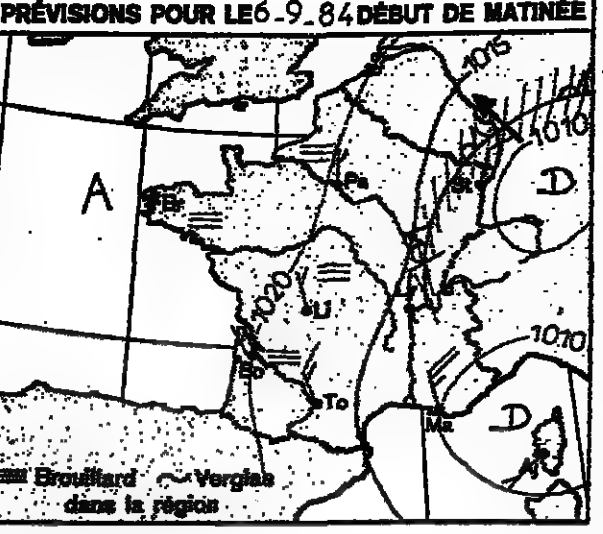 PRÉVISIONS POUR LE 6-9-84 DÉBUT DE MATINÉE
1015
1010
A
D
Pa
St
Br
1020
Li
1010
Bo
To
D
Ma
Aj
Brouillard Verglas
dans la région